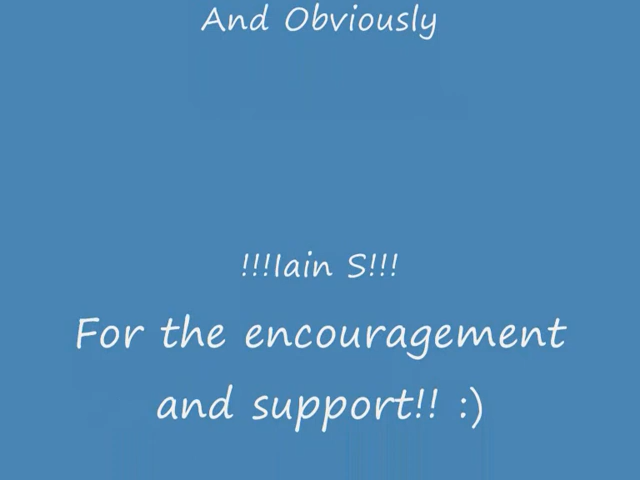 And Obviously
!!!Iain S!!!
For the encouragement
and support!! :)